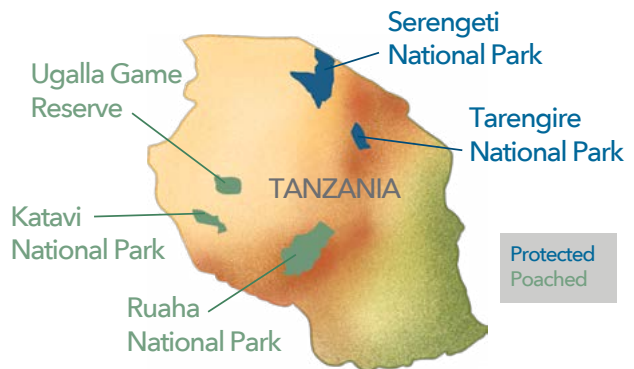 Serengeti
National Park
Ugalla Game
Reserve
Tarengire
National Park
TANZANIA
Katavi
National Park
Protected
Poached
Ruaha
National Park